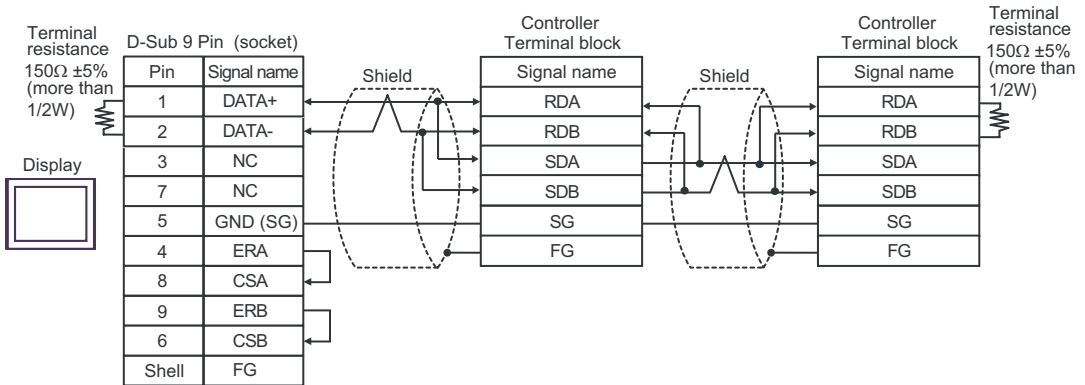 Terminal
resistance
150Ω ±5%
(more than
1/2W)
D-Sub 9 Pin (socket)
Pin Signal name
1 DATA+
2 DATA-
3 NC
7 NC
5 GND (SG)
4 ERA
8 CSA
9 ERB
6 CSB
Shell FG
Display
Shield
Controller
Terminal block
Signal name
RDA
RDB
SDA
SDB
SG
FG
Shield
Controller
Terminal block
Signal name
RDA
RDB
SDA
SDB
SG
FG
Terminal
resistance
150Ω ±5%
(more than
1/2W)